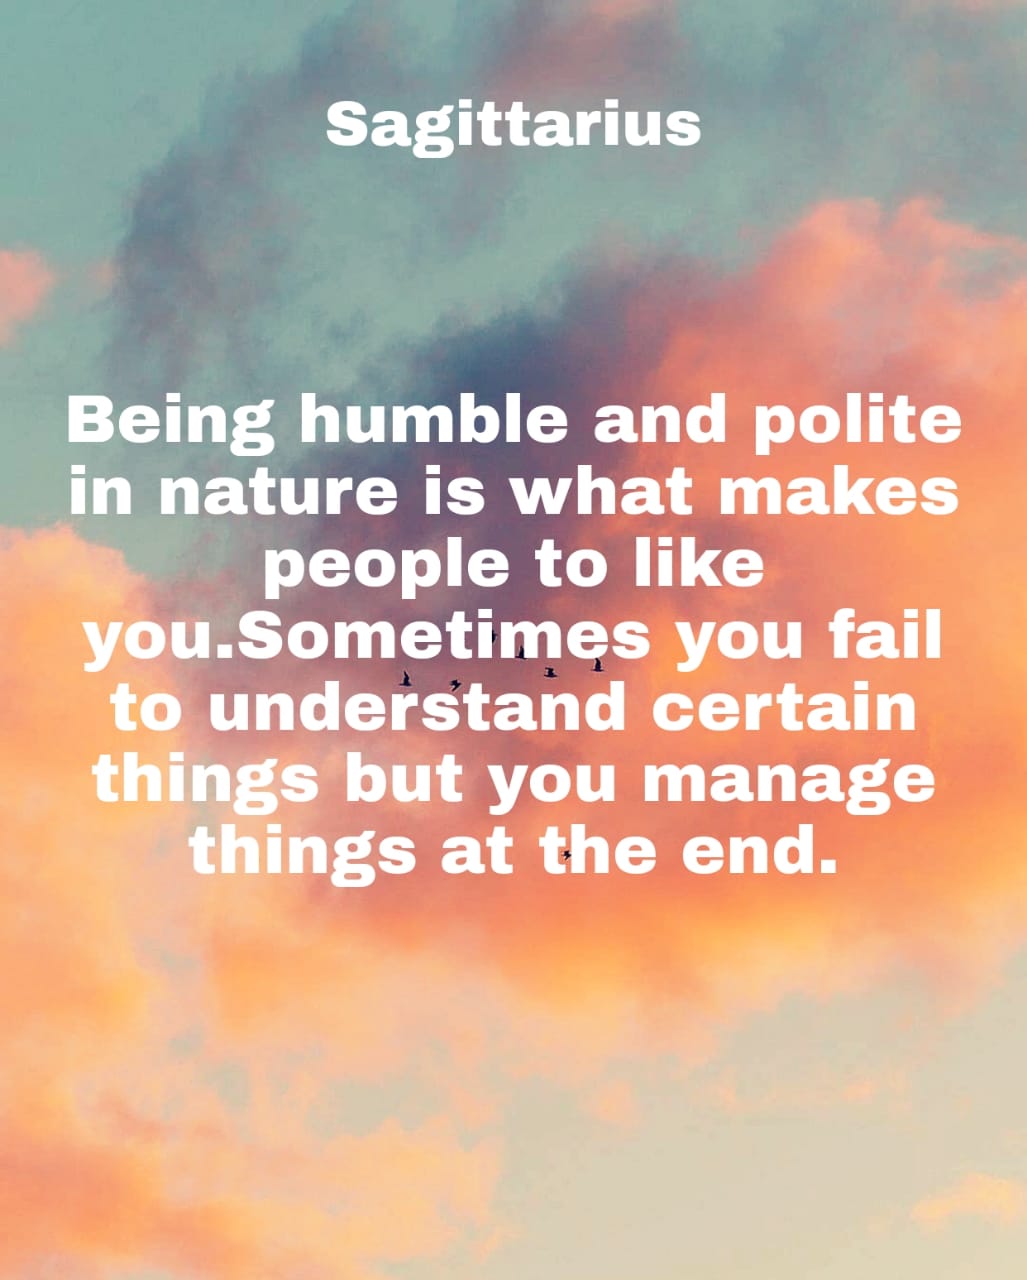 Sagittarius
Being humble and polite
in nature is what makes
people to like
you.Sometimes you fail
to understand certain
things but you manage
things at the end.